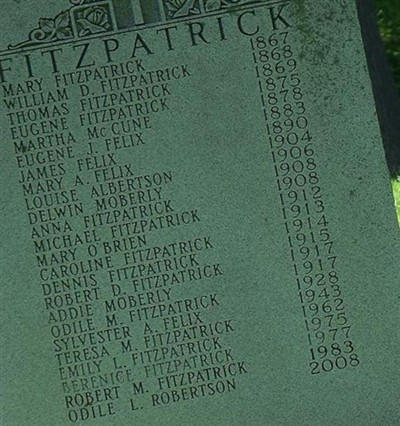 FITZPATRICK
MARY FITZPATRICK 1867
WILLIAM D. FITZPATRICK 1868
THOMAS FITZPATRICK 1869
EUGENE FITZPATRICK 1875
MARTHA McCUNE 1878
EUGENE J. FELIX 1883
JAMES FELIX 1890
MARY A. FELIX 1904
LOUISE ALBERTSON 1906
DELWIN MOBERLY 1908
ANNA FITZPATRICK 1908
MICHAEL FITZPATRICK 1912
MARY O'BRIEN 1913
CAROLINE FITZPATRICK 1914
DENNIS FITZPATRICK 1915
ROBERT D. FITZPATRICK 1917
ADDIE MOBERLY 1917
ODILE M. FITZPATRICK 1928
SYLVESTER A. FELIX 1943
TERESA M. FITZPATRICK 1962
EMILY L. FITZPATRICK 1975
BERENICE FITZPATRICK 1977
ROBERT M. FITZPATRICK 1983
ODILE L. ROBERTSON 2008